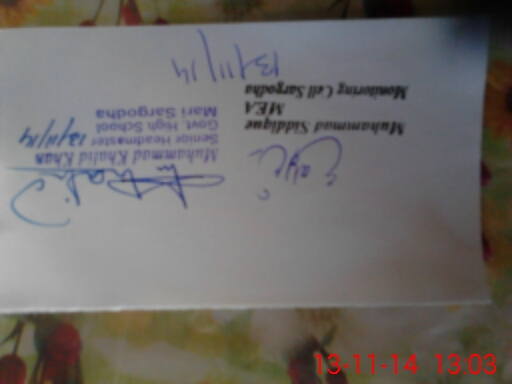 Muhammad Siddique
MEA
Monitoring Cell Sargodha
13/11/14
Muhammad Khalid Khan
Senior Headmaster
Govt. High School
Mari Sargodha
13/11/14
13-11-14 13:03